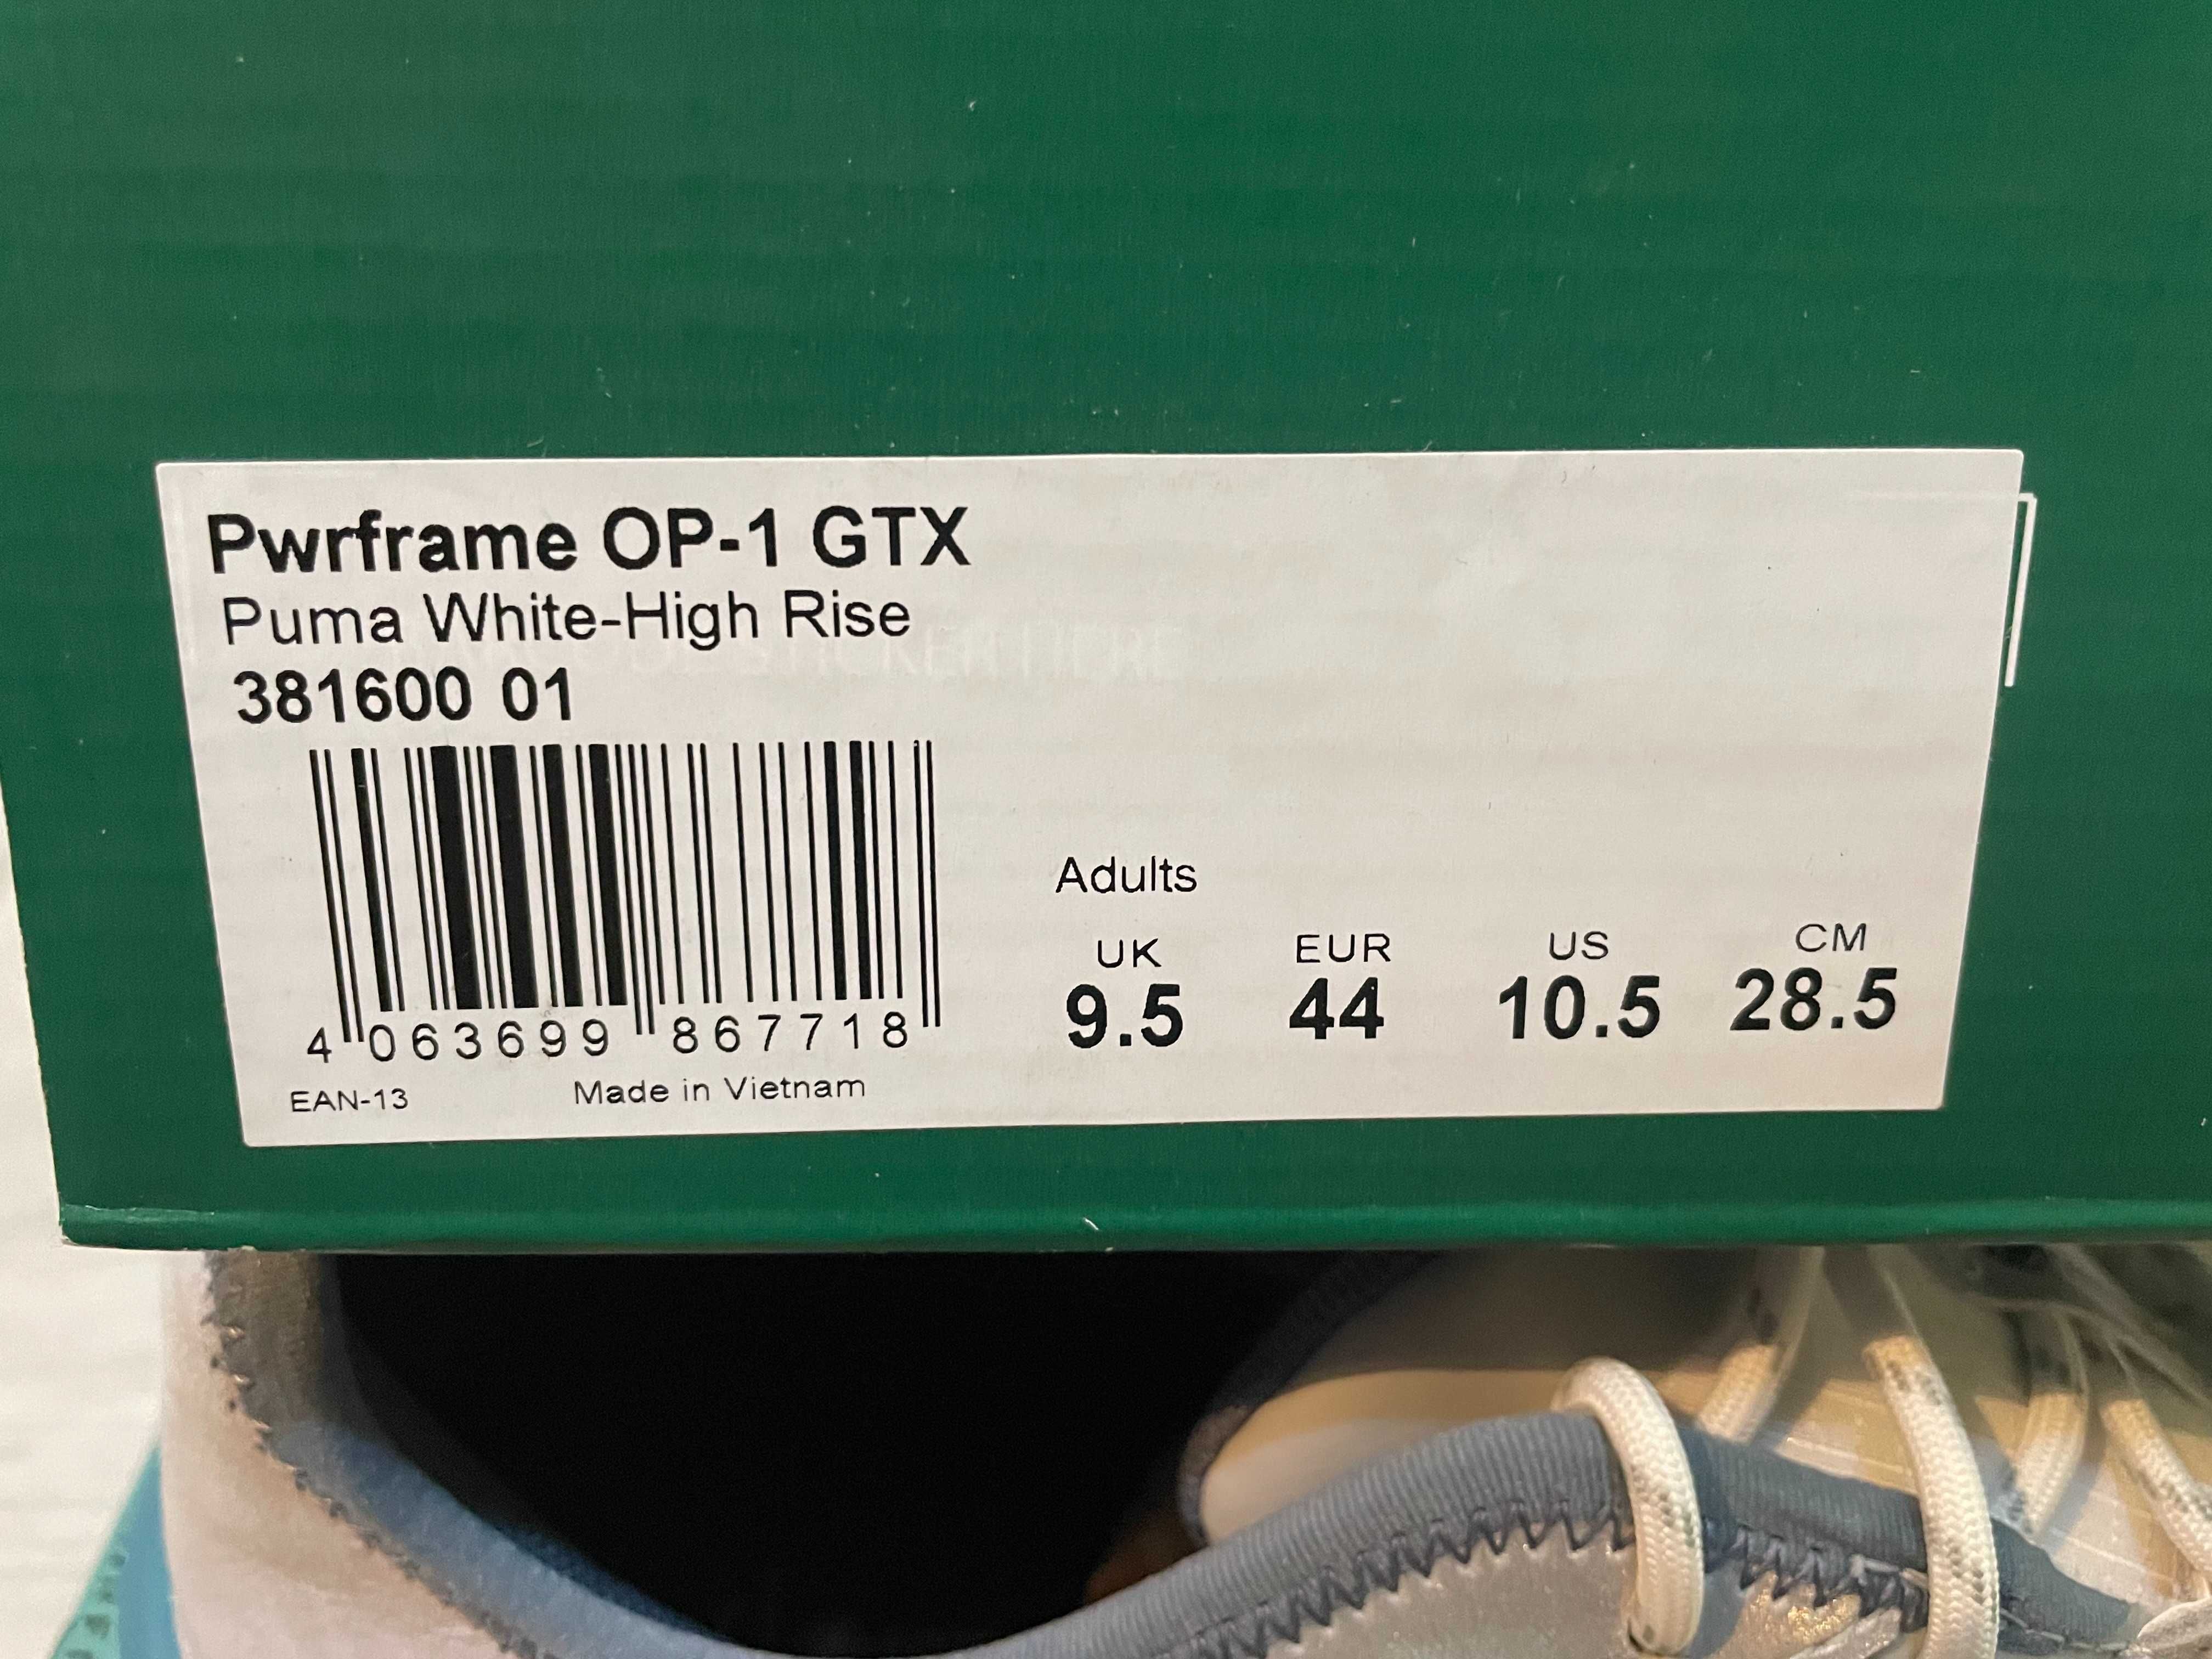 Pwrframe OP-1 GTX
Puma White-High Rise
381600 01
4 063699 867718
EAN-13 Made in Vietnam
Adults
UK EUR US CM
9.5 44 10.5 28.5